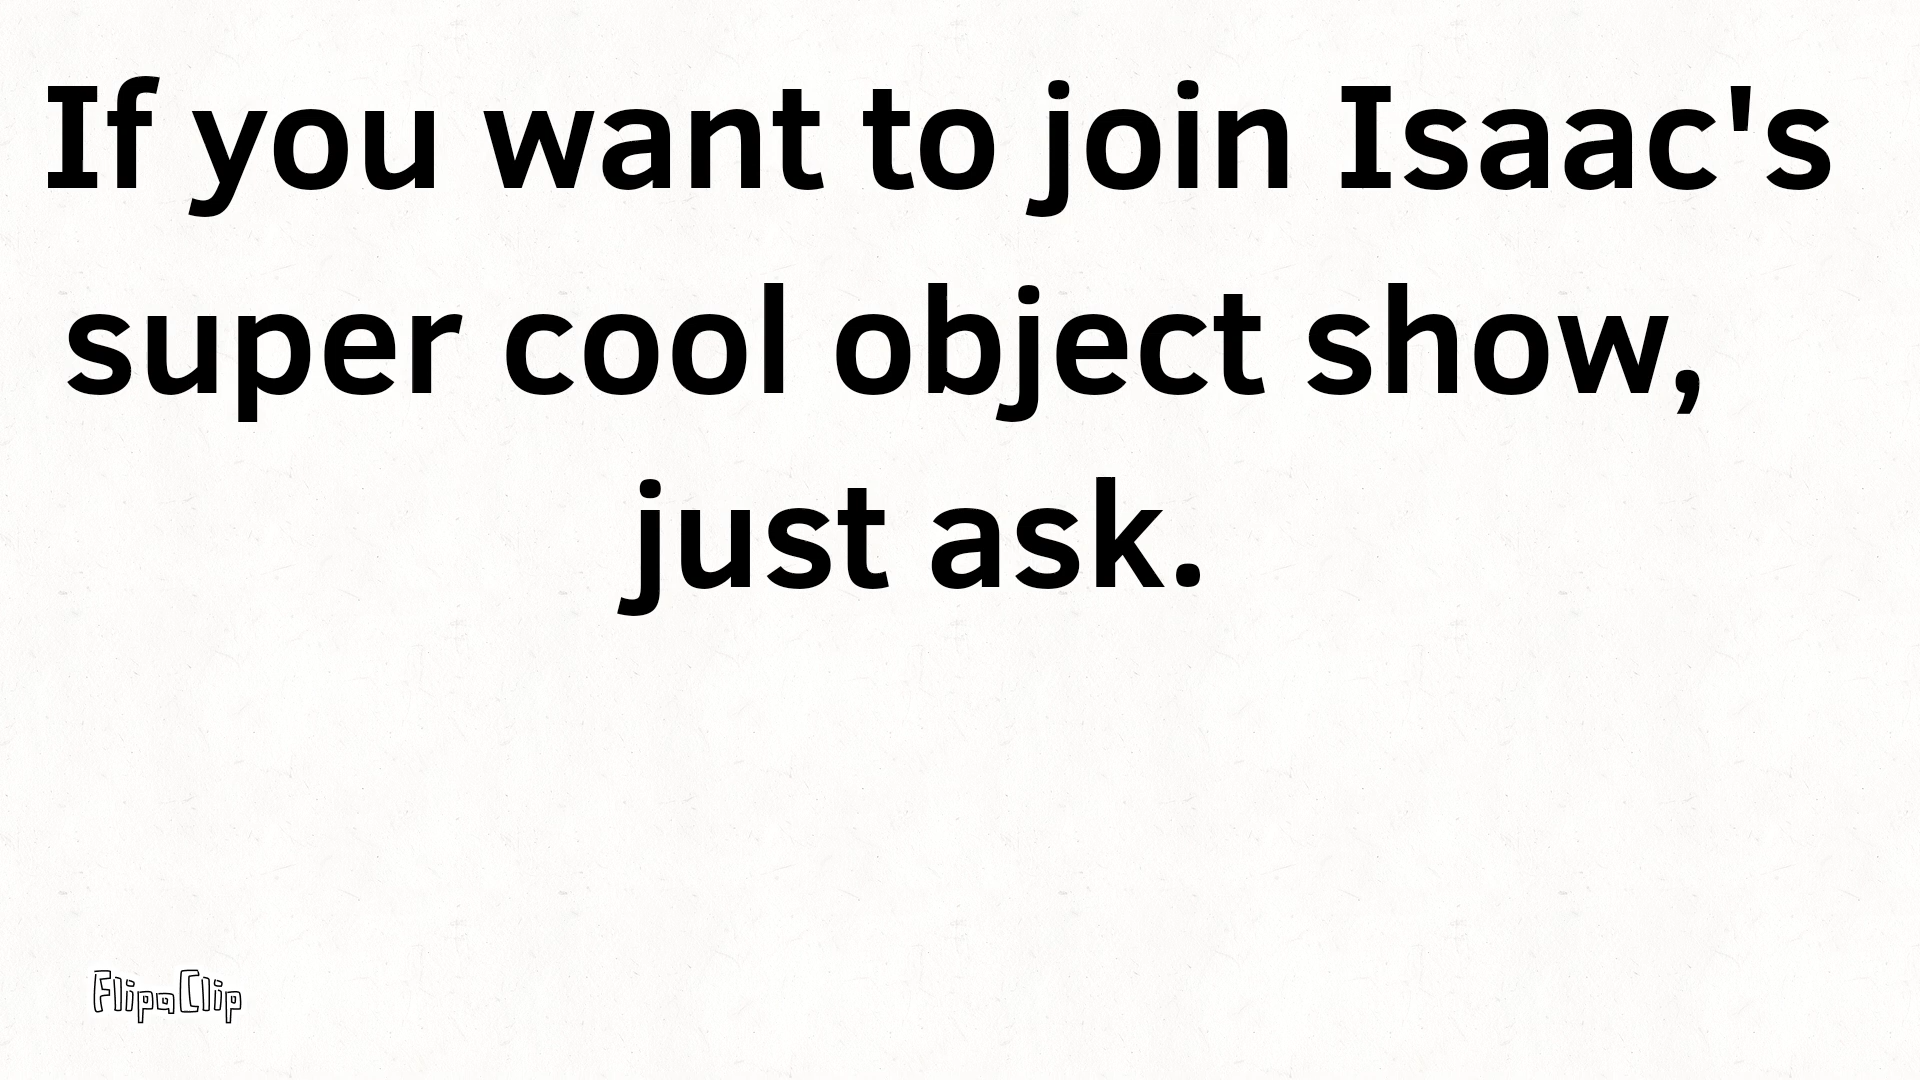 If you want to join Isaac's
super cool object show,
just ask.
FlipaClip